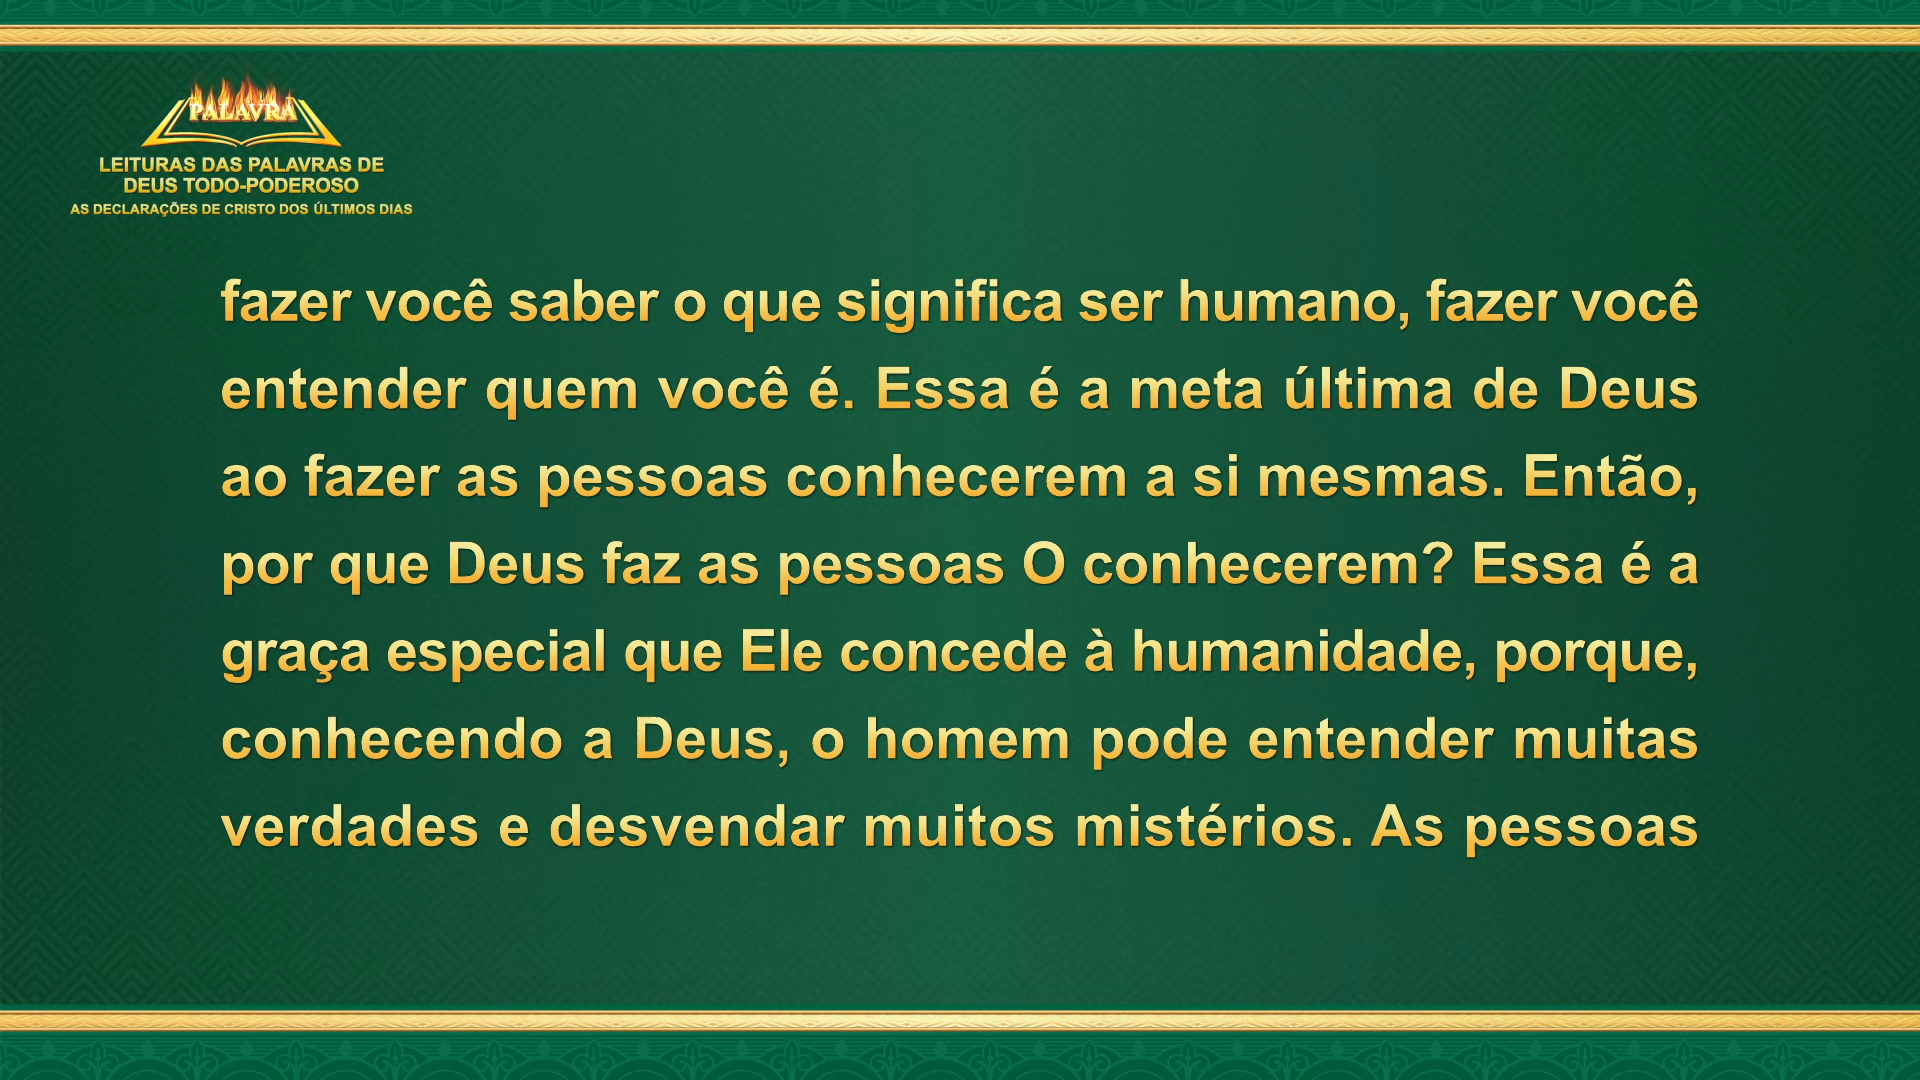 PALAVRA
LEITURAS DAS PALAVRAS DE
DEUS TODO-PODEROSO
AS DECLARAÇÕES DE CRISTO DOS ÚLTIMOS DIAS
fazer você saber o que significa ser humano, fazer você
entender quem você é. Essa é a meta última de Deus
ao fazer as pessoas conhecerem a si mesmas. Então,
por que Deus faz as pessoas O conhecerem? Essa é a
graça especial que Ele concede à humanidade, porque,
conhecendo a Deus, o homem pode entender muitas
verdades e desvendar muitos mistérios. As pessoas